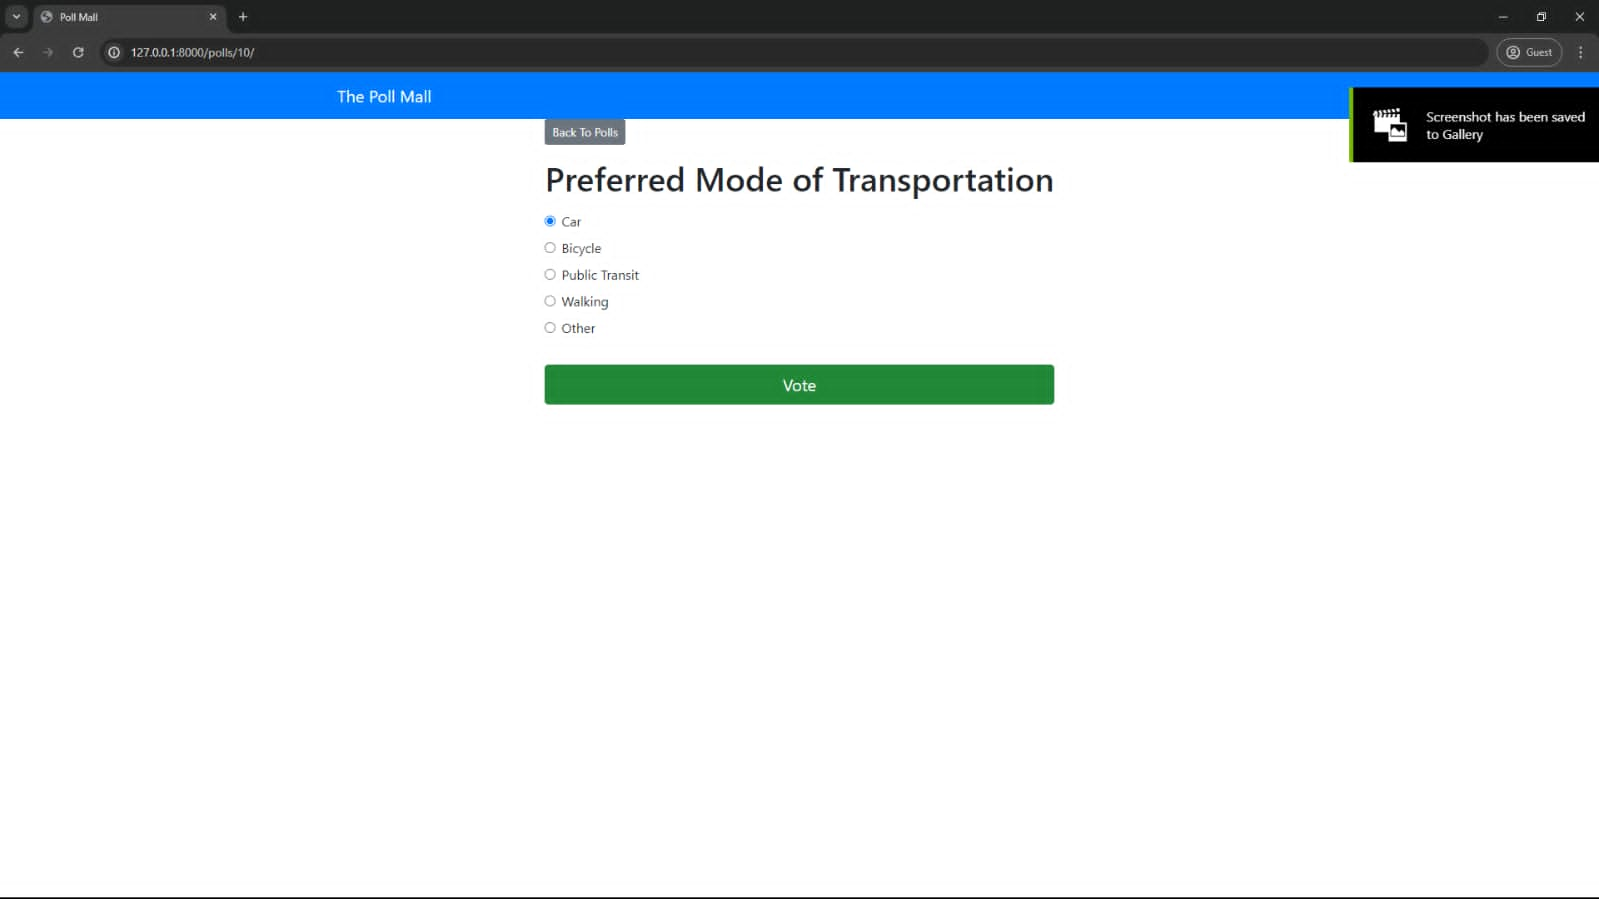 Poll Mall
127.0.0.1:8000/polls/10/
Guest
The Poll Mall
Screenshot has been saved
to Gallery
Back To Polls
Preferred Mode of Transportation
Car
Bicycle
Public Transit
Walking
Other
Vote